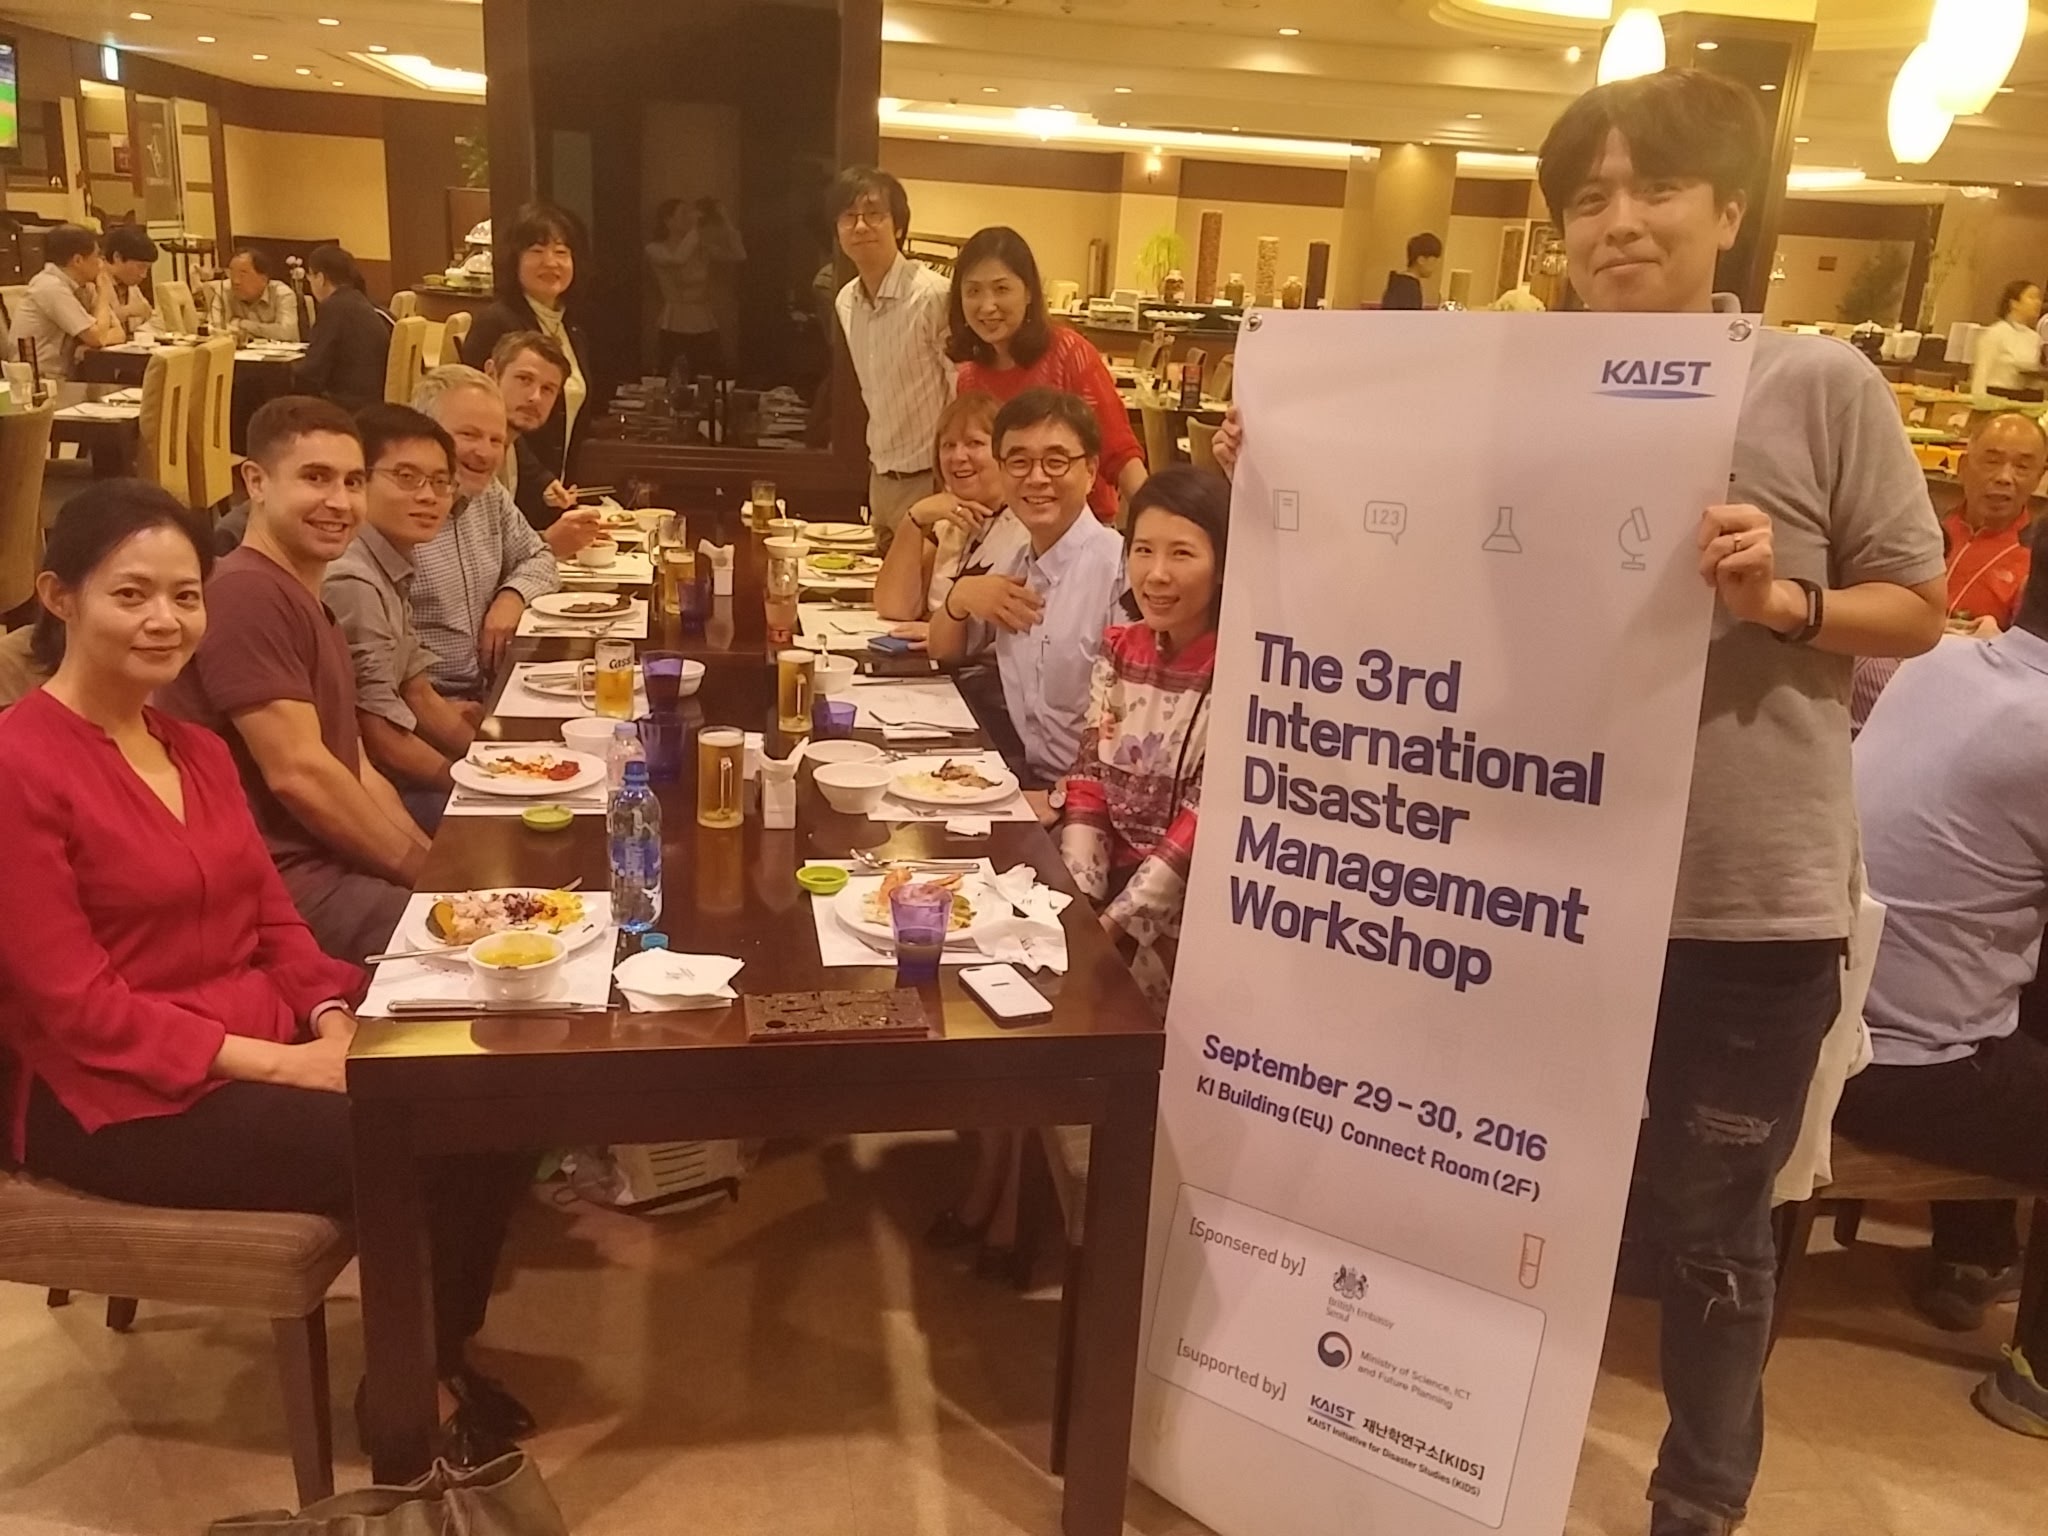 KAIST
123
The 3rd
International
Disaster
Management
Workshop
September 29 - 30, 2016
KI Building(E4) Connect Room(2F)
[Sponsered by]
British Embassy
Seoul
[supported by]
Ministry of Science, ICT
and Future Planning
KAIST 재난학연구소[KIDS]
KAIST Initiative for Disaster Studies (KIDS)
Cass